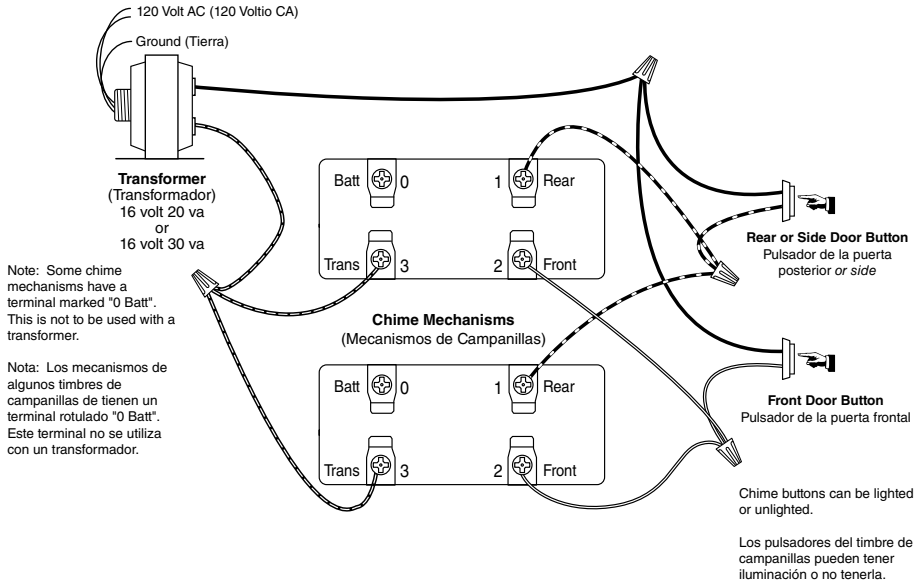 120 Volt AC (120 Voltio CA)
Ground (Tierra)
Transformer
(Transformador)
16 volt 20 va
or
16 volt 30 va
Note: Some chime
mechanisms have a
terminal marked "0 Batt".
This is not to be used with a
transformer.
Nota: Los mecanismos de
algunos timbres de
campanillas de tienen un
terminal rotulado "0 Batt".
Este terminal no se utiliza
con un transformador.
Batt 0
1 Rear
Trans 3
2 Front
Chime Mechanisms
(Mecanismos de Campanillas)
Batt 0
1 Rear
Trans 3
2 Front
Rear or Side Door Button
Pulsador de la puerta
posterior or side
Front Door Button
Pulsador de la puerta frontal
Chime buttons can be lighted
or unlighted.
Los pulsadores del timbre de
campanillas pueden tener
iluminación o no tenerla.